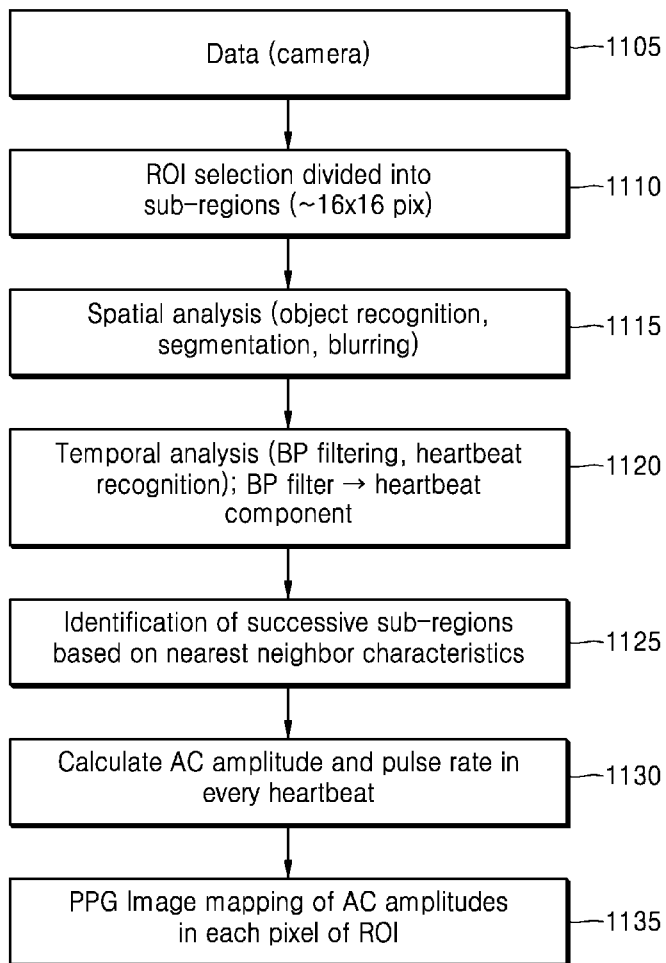 Data (camera)
1105
ROI selection divided into
sub-regions (~16x16 pix)
1110
Spatial analysis (object recognition,
segmentation, blurring)
1115
Temporal analysis (BP filtering, heartbeat
recognition); BP filter → heartbeat
component
1120
Identification of successive sub-regions
based on nearest neighbor characteristics
1125
Calculate AC amplitude and pulse rate in
every heartbeat
1130
PPG Image mapping of AC amplitudes
in each pixel of ROI
1135